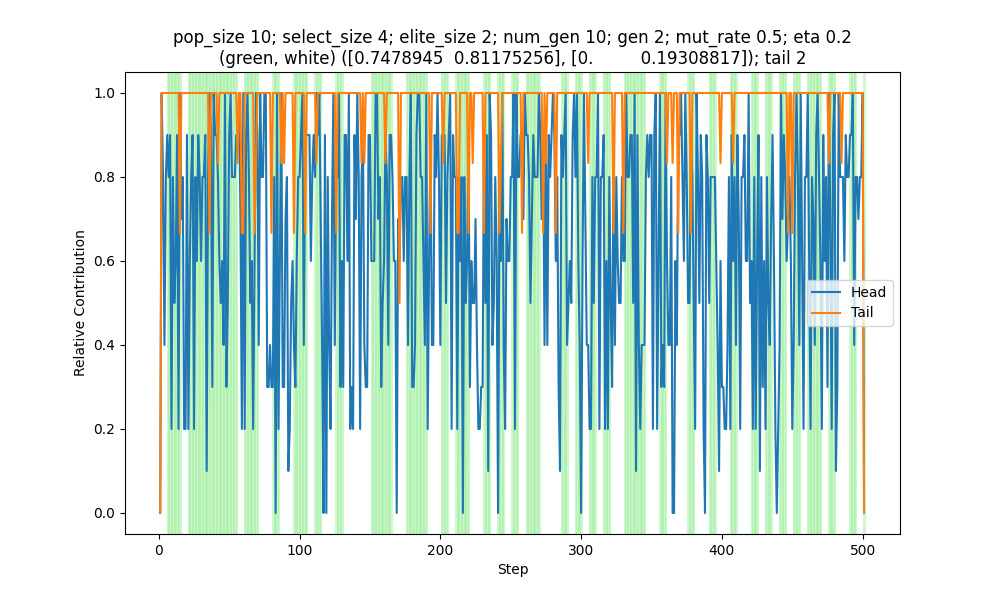 pop_size 10; select_size 4; elite_size 2; num_gen 10; gen 2; mut_rate 0.5; eta 0.2
(green, white) ([0.7478945  0.81175256], [0.         0.19308817]); tail 2
1.0
0.8
0.6
0.4
0.2
0.0
Relative Contribution
Head
Tail
0
100
200
300
400
500
Step